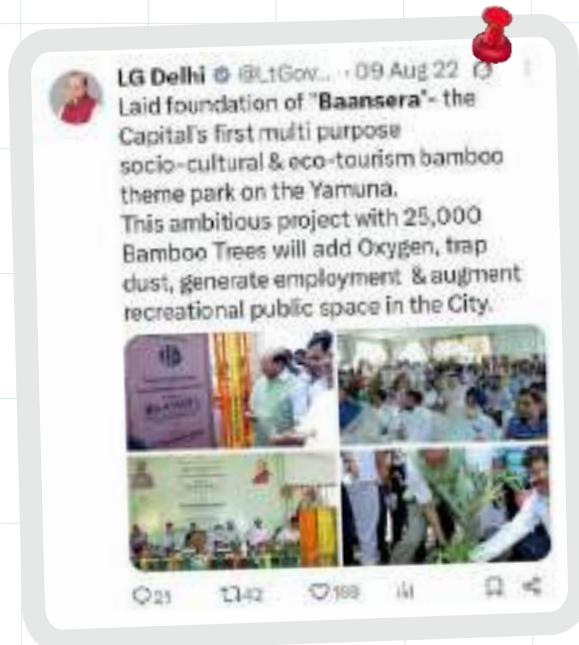 LG Delhi @LtGov... · 09 Aug 22
Laid foundation of "Baansera"- the
Capital's first multi purpose
socio-cultural & eco-tourism bamboo
theme park on the Yamuna.
This ambitious project with 25,000
Bamboo Trees will add Oxygen, trap
dust, generate employment & augment
recreational public space in the City.
21 42